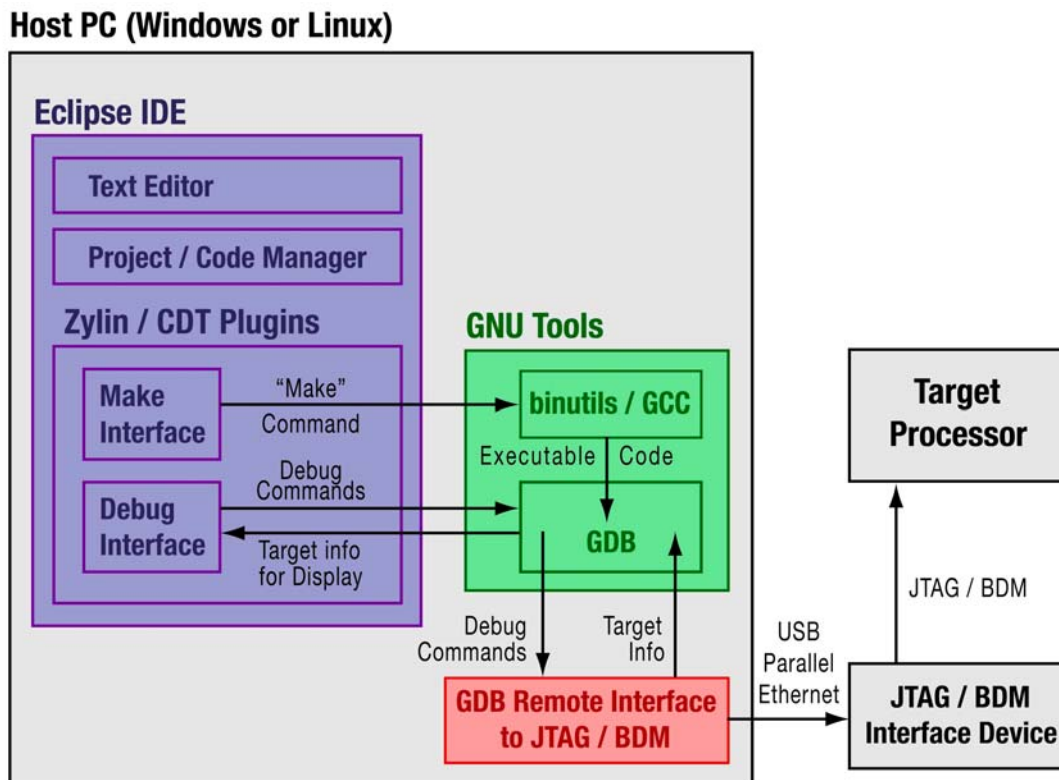 Host PC (Windows or Linux)
Eclipse IDE
Text Editor
Project / Code Manager
Zylin / CDT Plugins
Make
Interface
“Make”
Command
Debug
Interface
Debug
Commands
Target info
for Display
GNU Tools
binutils / GCC
Executable Code
GDB
Debug
Commands
Target
Info
GDB Remote Interface
to JTAG / BDM
USB
Parallel
Ethernet
Target
Processor
JTAG / BDM
JTAG / BDM
Interface Device